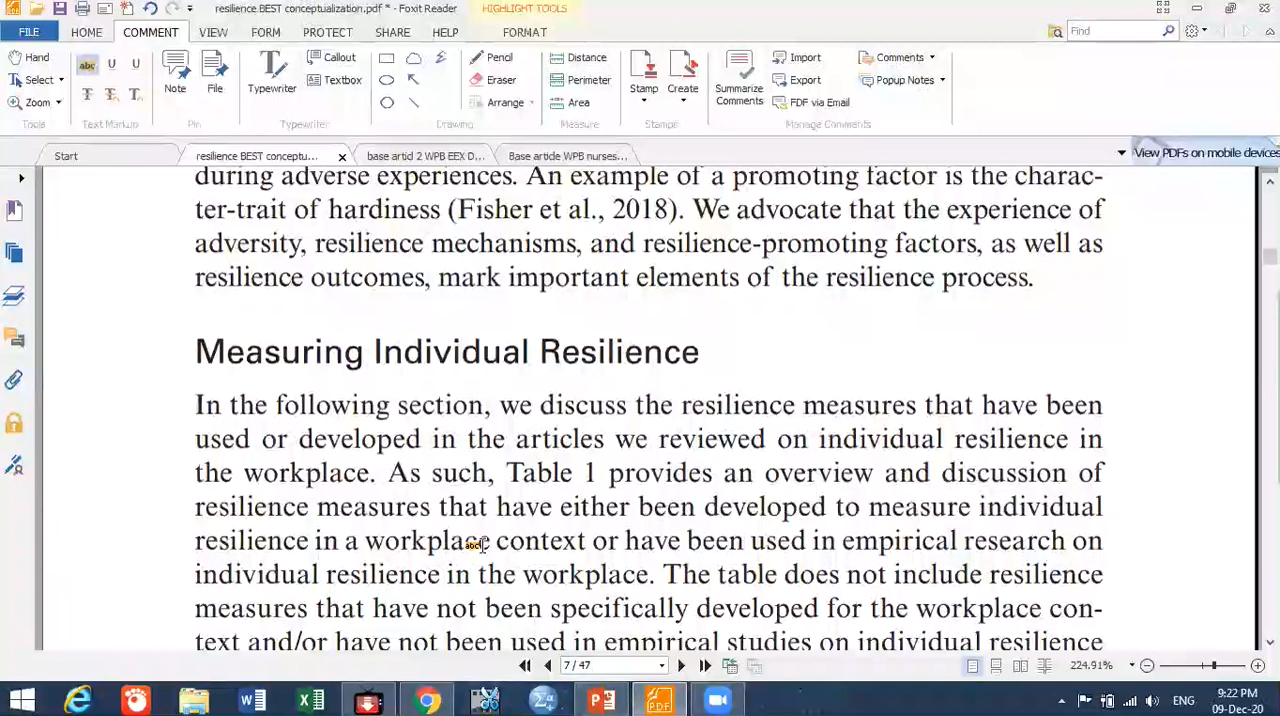 resilience.BEST conceptualization.pdf * - Foxit Reader
HIGHLIGHT TOOLS
FILE HOME COMMENT VIEW FORM PROTECT SHARE HELP FORMAT
Find
Hand
Select
Zoom
Tools
abc U U
T T T
Text Markup
Note
File
Pin
Typewriter
Callout
Textbox
Typewriter
Pencil
Eraser
Arrange
Drawing
Distance
Perimeter
Area
Measure
Stamp
Create
Stamps
Summarize
Comments
Import
Export
FDF via Email
Comments
Popup Notes
Manage Comments
Start
resilience BEST conceptu...
base artid 2 WPB EEX D...
Base article WPB nurses...
View PDFs on mobile devices
during adverse experiences. An example of a promoting factor is the charac-
ter-trait of hardiness (Fisher et al., 2018). We advocate that the experience of
adversity, resilience mechanisms, and resilience-promoting factors, as well as
resilience outcomes, mark important elements of the resilience process.
Measuring Individual Resilience
In the following section, we discuss the resilience measures that have been
used or developed in the articles we reviewed on individual resilience in
the workplace. As such, Table 1 provides an overview and discussion of
resilience measures that have either been developed to measure individual
resilience in a workplace context or have been used in empirical research on
individual resilience in the workplace. The table does not include resilience
measures that have not been specifically developed for the workplace con-
text and/or have not been used in empirical studies on individual resilience
7 / 47
224.91%
PDF
ENG
9:22 PM
09-Dec-20